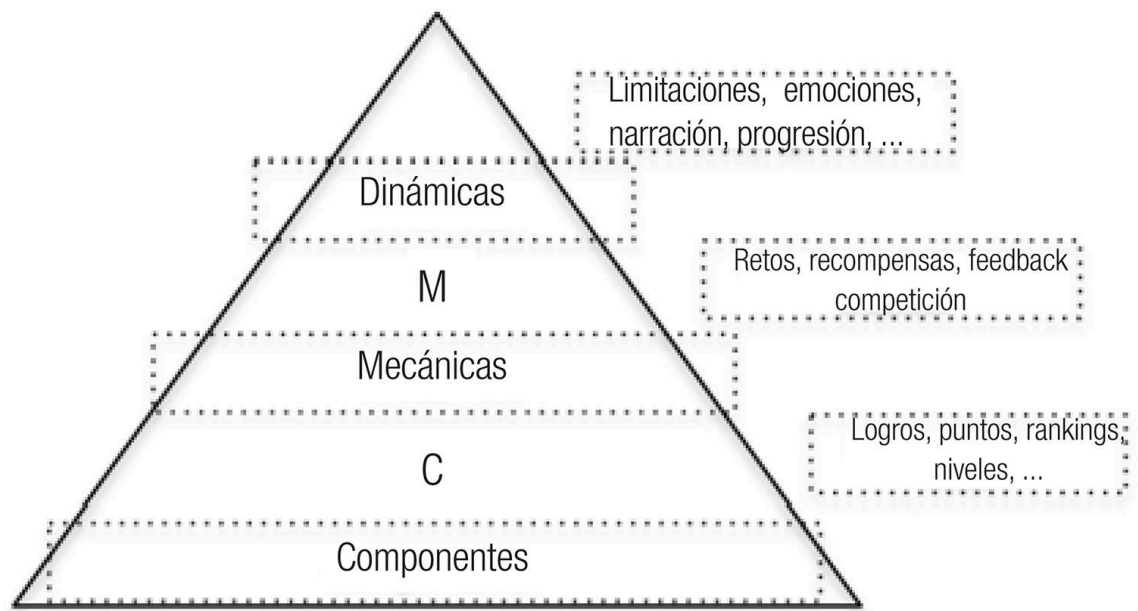 Limitaciones, emociones,
narración, progresión, ...
Dinámicas
Retos, recompensas, feedback
competición
M
Mecánicas
Logros, puntos, rankings,
niveles, ...
C
Componentes